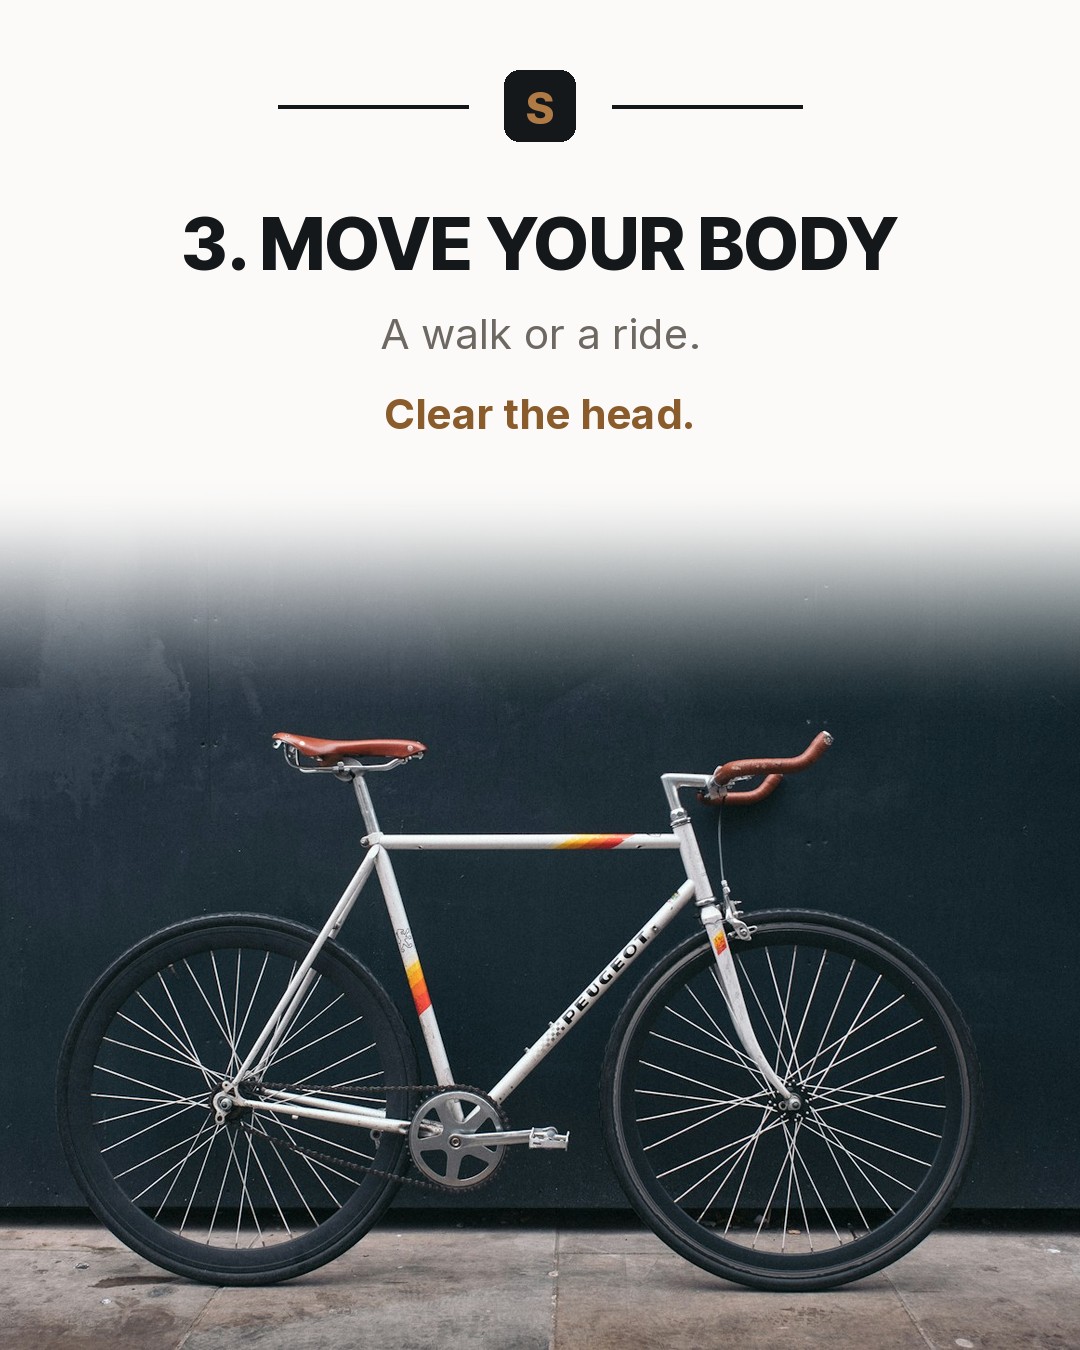 S
3. MOVE YOUR BODY
A walk or a ride.
Clear the head.
PEUGEOT